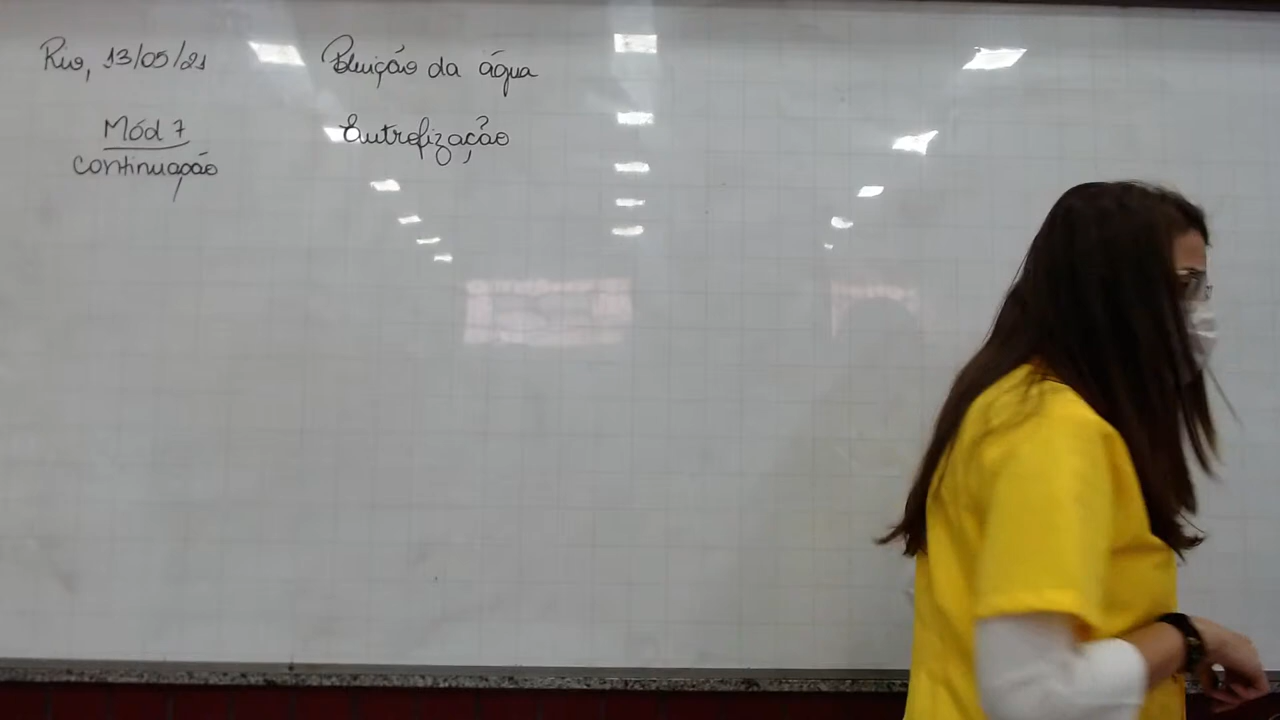 Rio, 13/05/21
Mód 7
continuação
Poluição da água
Eutrofização